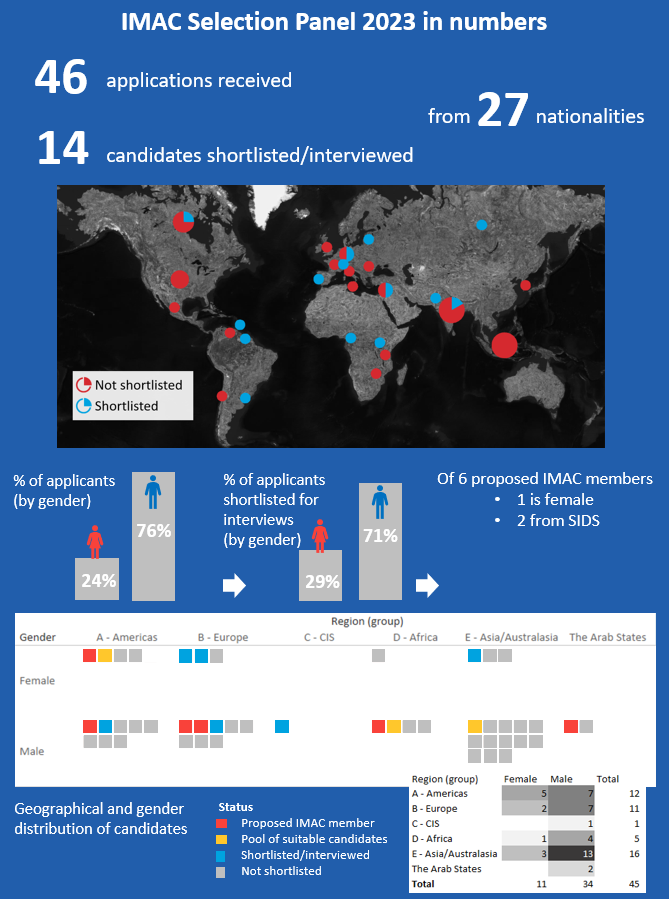 IMAC Selection Panel 2023 in numbers
46 applications received
from 27 nationalities
14 candidates shortlisted/interviewed
Not shortlisted
Shortlisted
% of applicants
(by gender)
76%
24%
% of applicants
shortlisted for
interviews
(by gender)
71%
29%
Of 6 proposed IMAC members
• 1 is female
• 2 from SIDS
Region (group)
Gender A - Americas B - Europe C - CIS D - Africa E - Asia/Australasia The Arab States
Female
Male
Geographical and gender
distribution of candidates
Status
Proposed IMAC member
Pool of suitable candidates
Shortlisted/interviewed
Not shortlisted
Region (group) Female Male Total
A - Americas 5 7 12
B - Europe 2 7 11
C - CIS 1 1
D - Africa 1 4 5
E - Asia/Australasia 3 13 16
The Arab States 2
Total 11 34 45